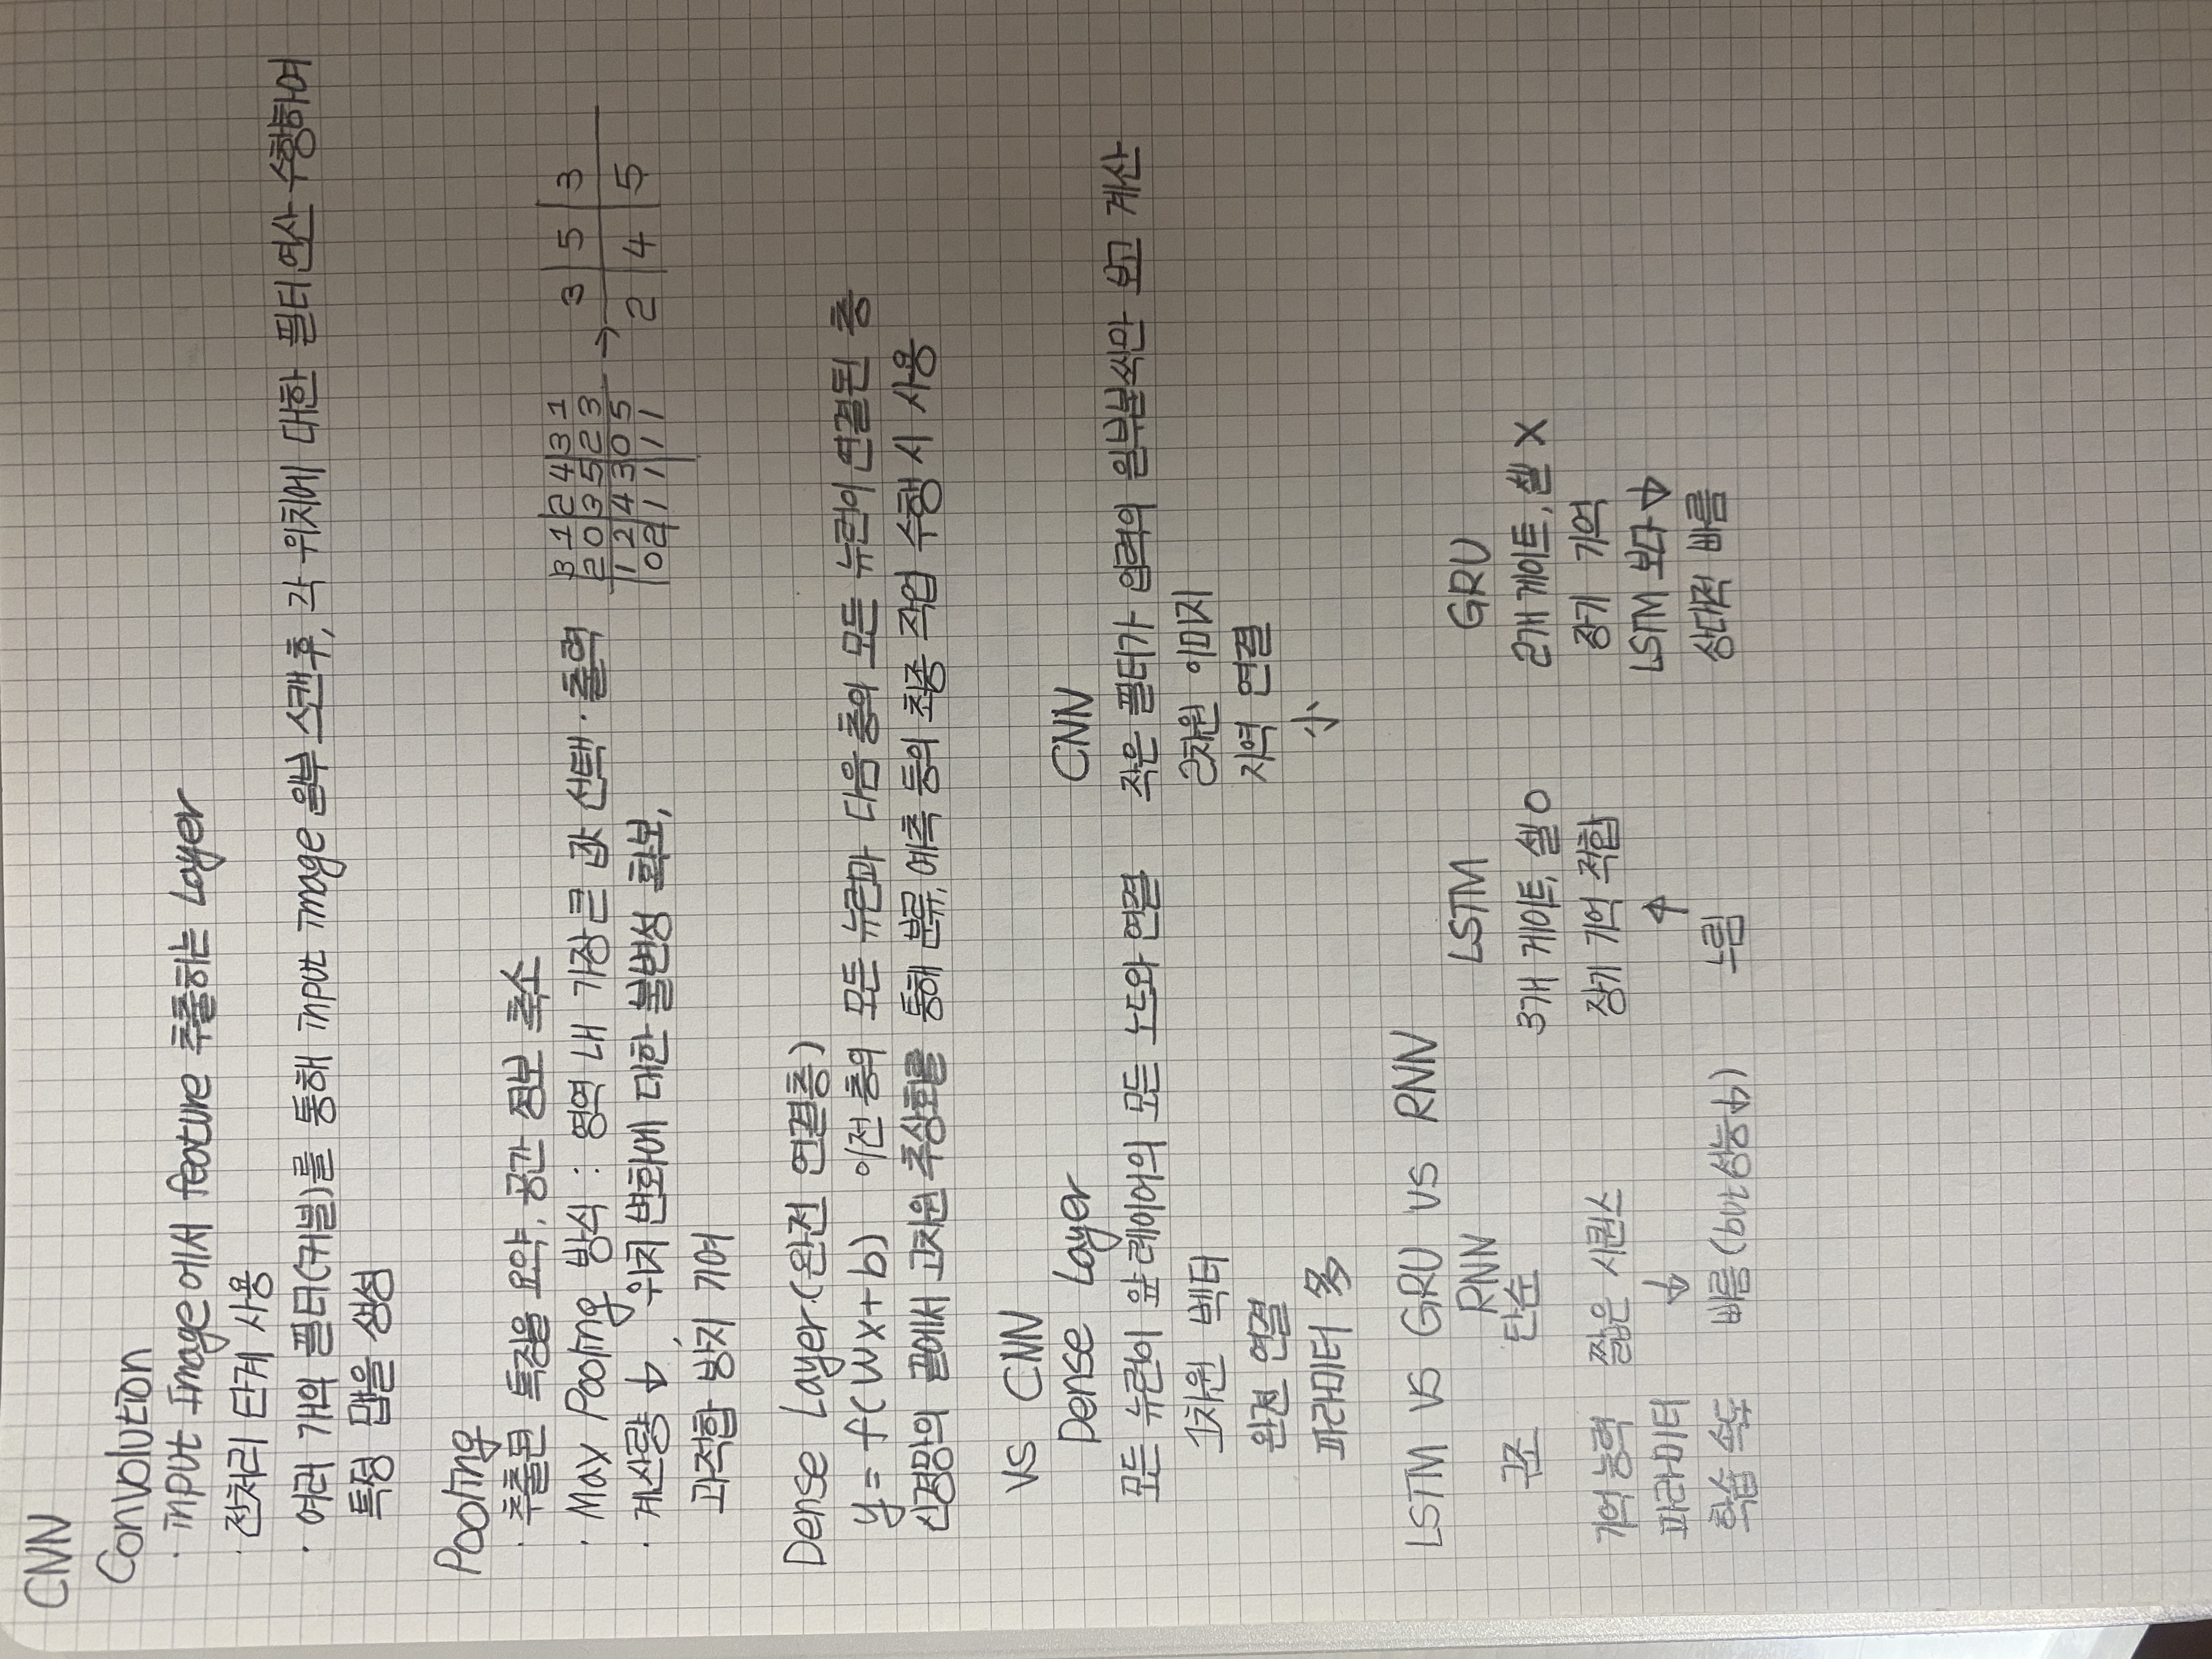 CNN
Convolution
· input Image에서 feature 추출하는 Layer
· 전처리 단계 사용
· 여러 개의 필터(커널)를 통해 input image 일부 스캔 후, 각 위치에 대한 필터 연산 수행하여
특징 맵을 생성
Pooling
· 추출된 특징을 요약, 공간 정보 축소
· Max Pooling 방식 : 영역 내 가장 큰 값 선택·출력
· 계산량 ↓, 위치 변화에 대한 불변성 확보,
과적합 방지 기여
3 1 2 4 3 1
2 0 3 5 2 3
1 2 4 3 0 5
0 2 1 1 1 1
→
3 5 3
2 4 5
Dense Layer (완전 연결층)
y = f(Wx+b) 이전 층의 모든 뉴런과 다음 층의 모든 뉴런이 연결된 층
신경망의 끝에서 고차원 추상화를 통해 분류, 예측 등의 최종 작업 수행 시 사용
VS CNN
Dense Layer CNN
모든 뉴런이 앞 레이어의 모든 노드와 연결 작은 필터가 입력의 일부분씩만 보고 계산
1차원 벡터 2차원 이미지
완전 연결 지역 연결
파라미터 多 小
LSTM VS GRU VS RNN
RNN LSTM GRU
구조 단순 3개 게이트, 셀 O 2개 게이트, 셀 X
기억 능력 짧은 시퀀스 장기 기억 적합 장기 기억
파라미터 ↓ ↑ LSTM 보다 ↓
학습 속도 빠름 (but 성능↓) 느림 상대적 빠름